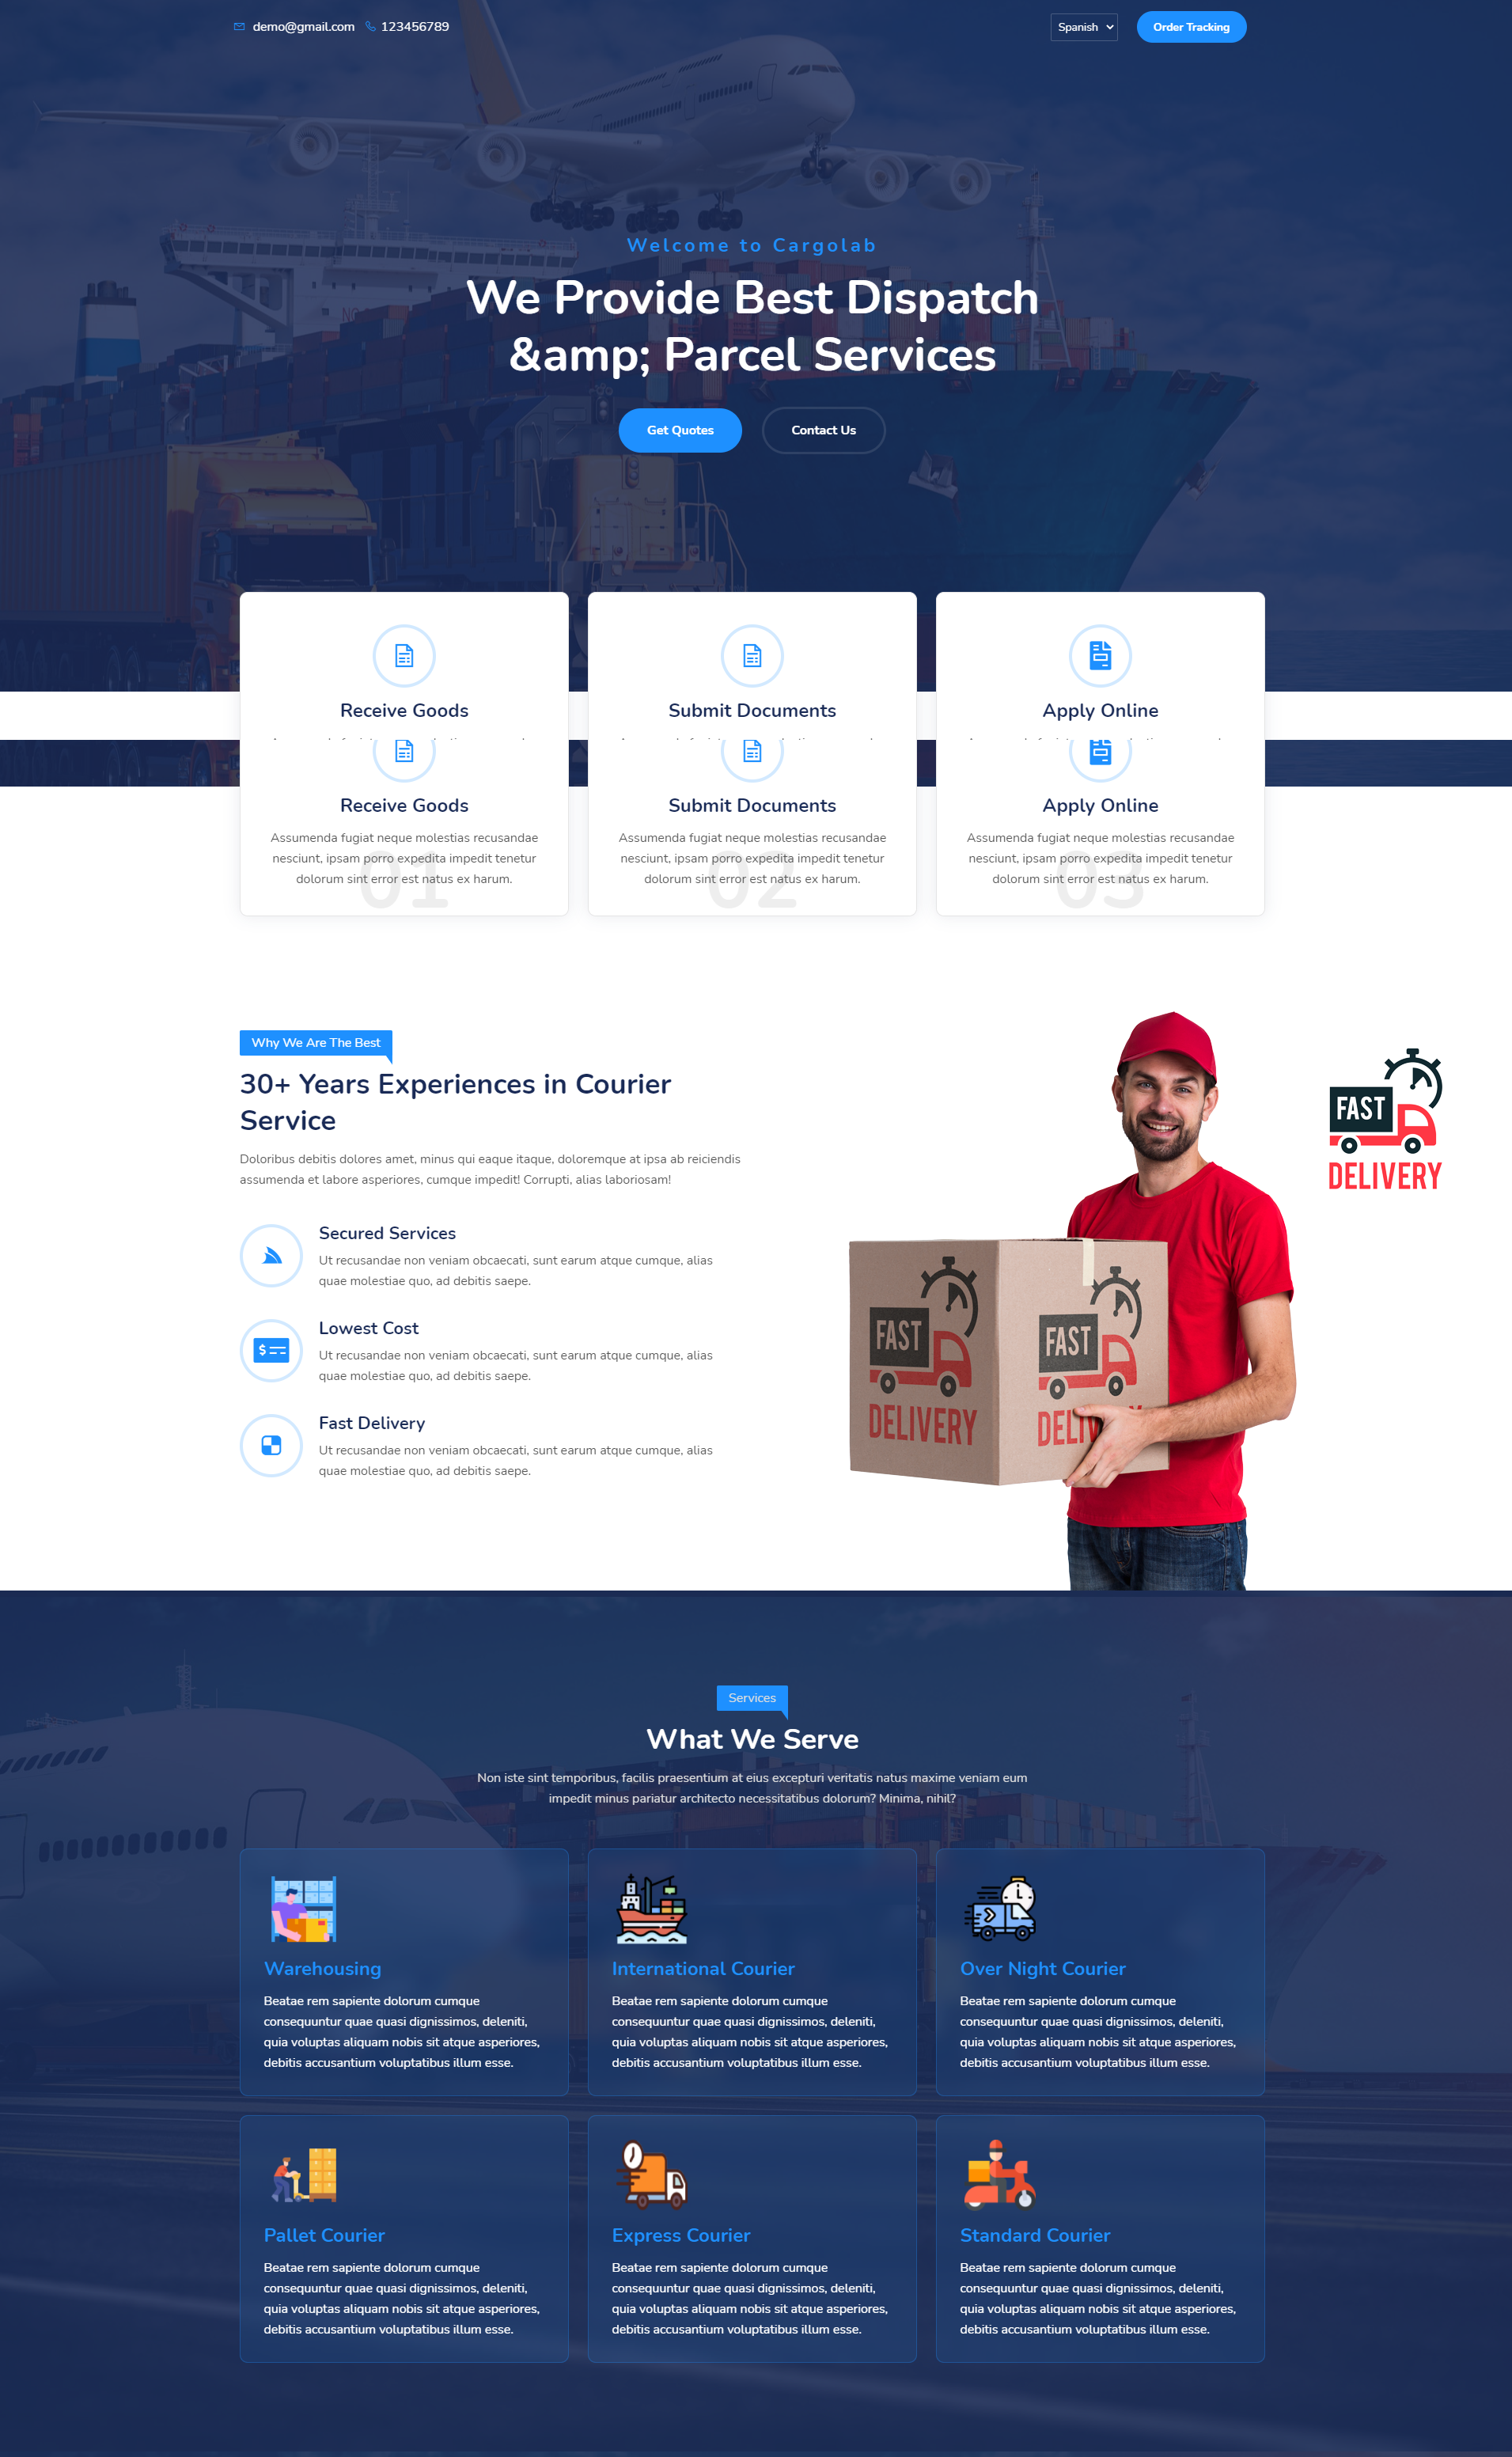 demo@gmail.com 123456789
Spanish
Order Tracking
Welcome to Cargolab
We Provide Best Dispatch
&amp; Parcel Services
Get Quotes
Contact Us
Receive Goods
Submit Documents
Apply Online
Receive Goods
Assumenda fugiat neque molestias recusandae
nesciunt, ipsam porro expedita impedit tenetur
dolorum sint error est natus ex harum.
01
Submit Documents
Assumenda fugiat neque molestias recusandae
nesciunt, ipsam porro expedita impedit tenetur
dolorum sint error est natus ex harum.
02
Apply Online
Assumenda fugiat neque molestias recusandae
nesciunt, ipsam porro expedita impedit tenetur
dolorum sint error est natus ex harum.
03
Why We Are The Best
30+ Years Experiences in Courier
Service
Doloribus debitis dolores amet, minus qui eaque itaque, doloremque at ipsa ab reiciendis
assumenda et labore asperiores, cumque impedit! Corrupti, alias laboriosam!
Secured Services
Ut recusandae non veniam obcaecati, sunt earum atque cumque, alias
quae molestiae quo, ad debitis saepe.
Lowest Cost
Ut recusandae non veniam obcaecati, sunt earum atque cumque, alias
quae molestiae quo, ad debitis saepe.
Fast Delivery
Ut recusandae non veniam obcaecati, sunt earum atque cumque, alias
quae molestiae quo, ad debitis saepe.
FAST
DELIVERY
FAST
DELIVERY
FAST
DELIVERY
Services
What We Serve
Non iste sint temporibus, facilis praesentium at eius excepturi veritatis natus maxime veniam eum
impedit minus pariatur architecto necessitatibus dolorum? Minima, nihil?
Warehousing
Beatae rem sapiente dolorum cumque
consequuntur quae quasi dignissimos, deleniti,
quia voluptas aliquam nobis sit atque asperiores,
debitis accusantium voluptatibus illum esse.
International Courier
Beatae rem sapiente dolorum cumque
consequuntur quae quasi dignissimos, deleniti,
quia voluptas aliquam nobis sit atque asperiores,
debitis accusantium voluptatibus illum esse.
Over Night Courier
Beatae rem sapiente dolorum cumque
consequuntur quae quasi dignissimos, deleniti,
quia voluptas aliquam nobis sit atque asperiores,
debitis accusantium voluptatibus illum esse.
Pallet Courier
Beatae rem sapiente dolorum cumque
consequuntur quae quasi dignissimos, deleniti,
quia voluptas aliquam nobis sit atque asperiores,
debitis accusantium voluptatibus illum esse.
Express Courier
Beatae rem sapiente dolorum cumque
consequuntur quae quasi dignissimos, deleniti,
quia voluptas aliquam nobis sit atque asperiores,
debitis accusantium voluptatibus illum esse.
Standard Courier
Beatae rem sapiente dolorum cumque
consequuntur quae quasi dignissimos, deleniti,
quia voluptas aliquam nobis sit atque asperiores,
debitis accusantium voluptatibus illum esse.